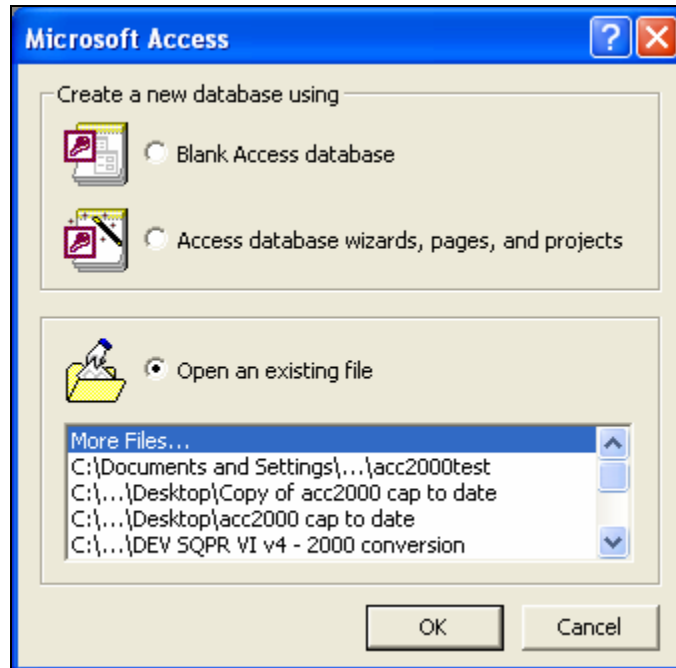 Microsoft Access
Create a new database using
Blank Access database
Access database wizards, pages, and projects
Open an existing file
More Files...
C:\Documents and Settings\...\acc2000test
C:\...\Desktop\Copy of acc2000 cap to date
C:\...\Desktop\acc2000 cap to date
C:\...\DEV SQPR VI v4 - 2000 conversion
OK
Cancel